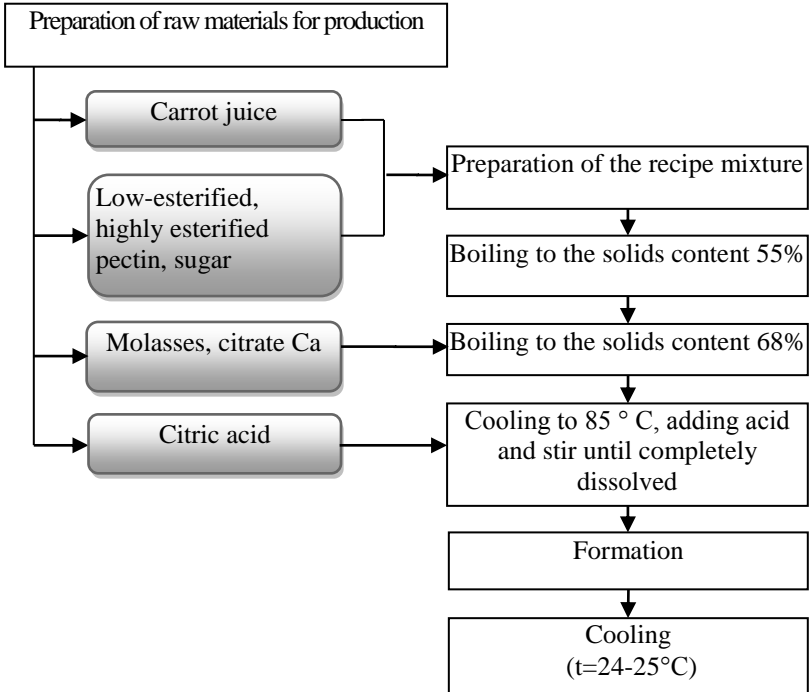 Preparation of raw materials for production
Carrot juice
Low-esterified,
highly esterified
pectin, sugar
Molasses, citrate Ca
Citric acid
Preparation of the recipe mixture
Boiling to the solids content 55%
Boiling to the solids content 68%
Cooling to 85 ° C, adding acid
and stir until completely
dissolved
Formation
Cooling
(t=24-25°C)